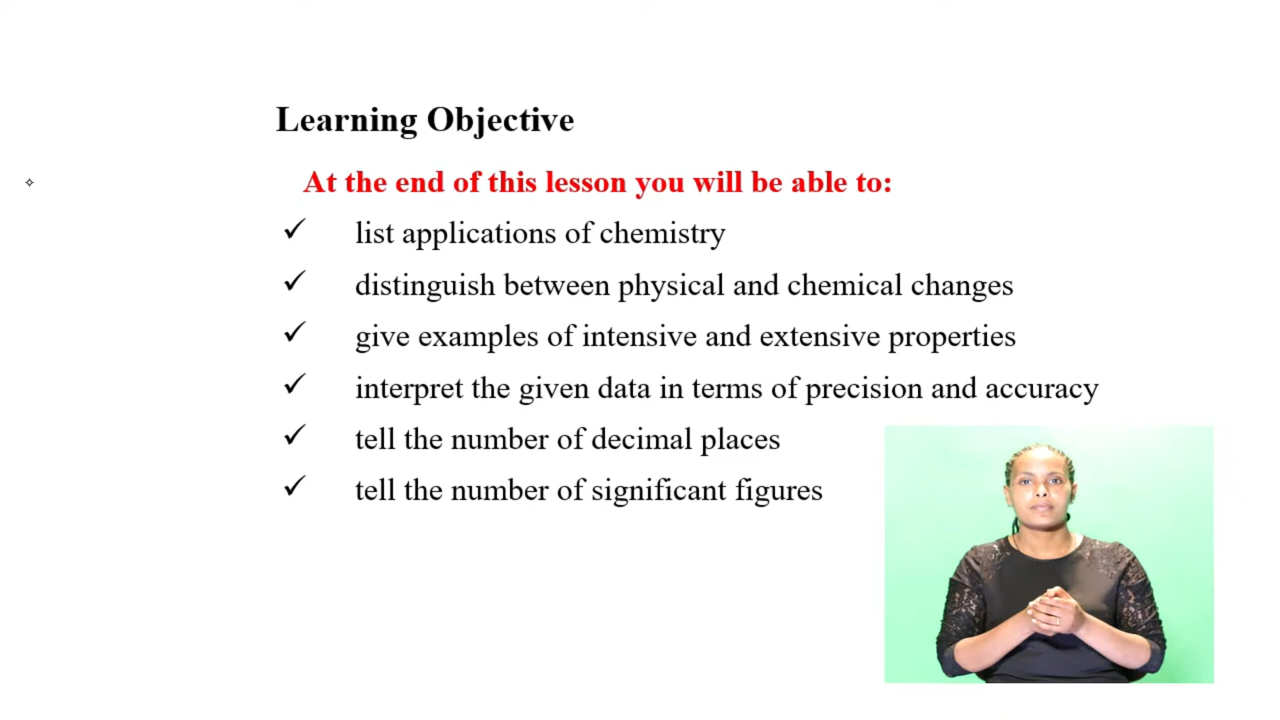 Learning Objective
At the end of this lesson you will be able to:
✓ list applications of chemistry
✓ distinguish between physical and chemical changes
✓ give examples of intensive and extensive properties
✓ interpret the given data in terms of precision and accuracy
✓ tell the number of decimal places
✓ tell the number of significant figures